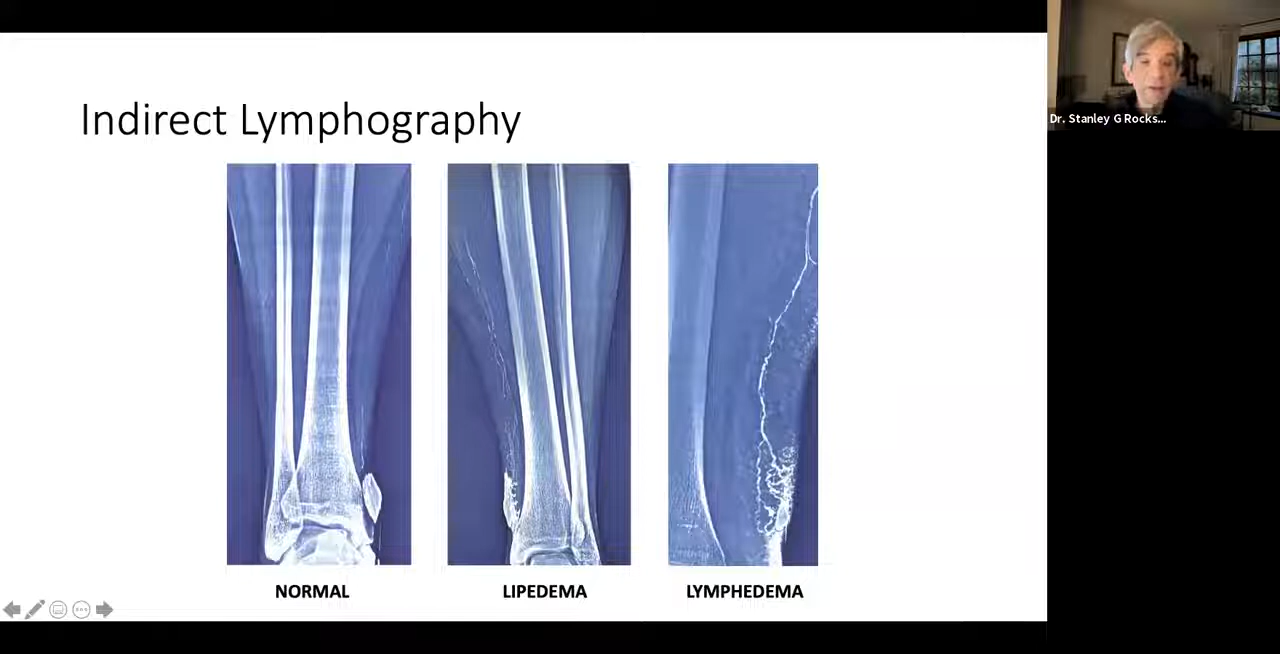 Indirect Lymphography
Dr. Stanley G Rocks...
NORMAL
LIPEDEMA
LYMPHEDEMA